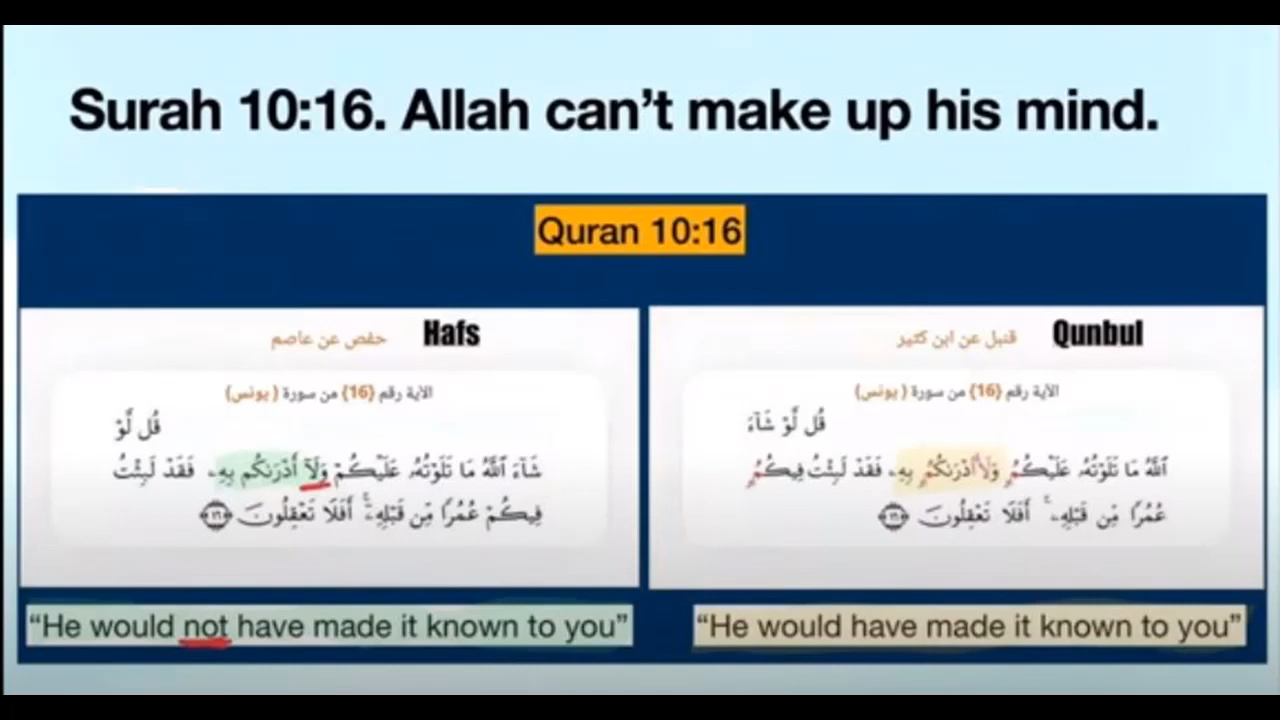 Surah 10:16. Allah can't make up his mind.
Quran 10:16
حفص عن عاصم Hafs
الآية رقم {16} من سورة ( يونس)
قُل لَّوْ
شَآءَ ٱللَّهُ مَا تَلَوْتُهُۥ عَلَيْكُمْ وَلَآ أَدْرَىٰكُم بِهِۦ فَقَدْ لَبِثْتُ
فِيكُمْ عُمُرًا مِّن قَبْلِهِۦٓ ۚ أَفَلَا تَعْقِلُونَ ١٦
"He would not have made it known to you"
قنبل عن ابن كثير Qunbul
الآية رقم {16} من سورة ( يونس)
قُل لَّوْ شَآءَ
ٱللَّهُ مَا تَلَوْتُهُۥ عَلَيْكُمُۥ وَلَأَدْرَىٰكُمُۥ بِهِۦ فَقَدْ لَبِثْتُ فِيكُمُۥ
عُمُرًا مِّن قَبْلِهِۦ ۚ أَفَلَا تَعْقِلُونَ ١٦
"He would have made it known to you"